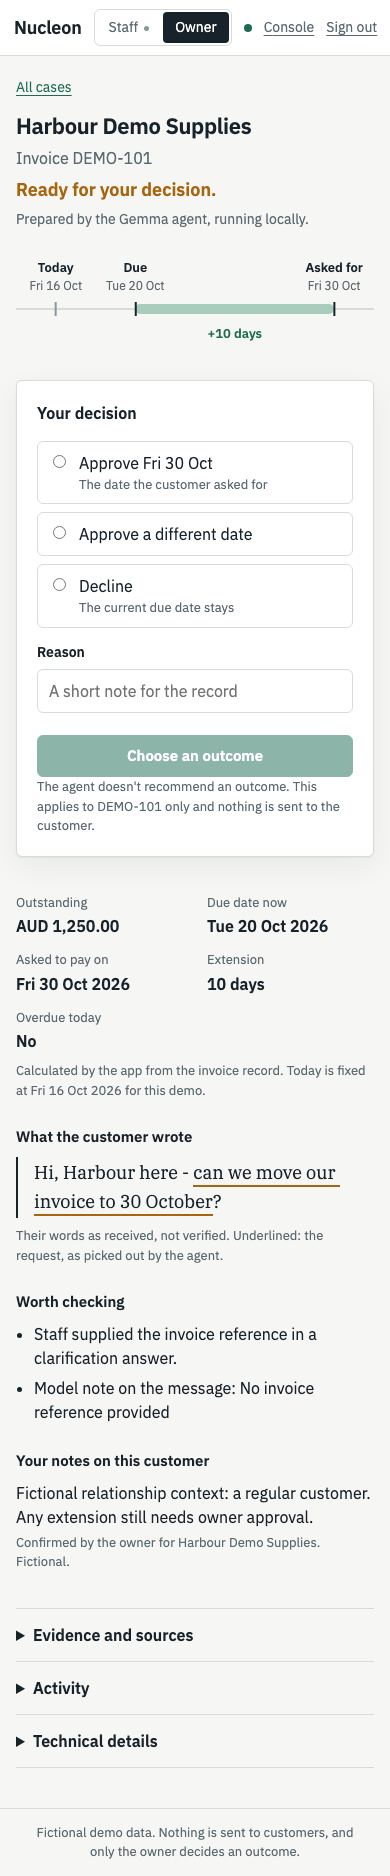 Nucleon Staff Owner Console Sign out
All cases
Harbour Demo Supplies
Invoice DEMO-101
Ready for your decision.
Prepared by the Gemma agent, running locally.
Today Due Asked for
Fri 16 Oct Tue 20 Oct Fri 30 Oct
+10 days
Your decision
Approve Fri 30 Oct
The date the customer asked for
Approve a different date
Decline
The current due date stays
Reason
A short note for the record
Choose an outcome
The agent doesn't recommend an outcome. This
applies to DEMO-101 only and nothing is sent to the
customer.
Outstanding Due date now
AUD 1,250.00 Tue 20 Oct 2026
Asked to pay on Extension
Fri 30 Oct 2026 10 days
Overdue today
No
Calculated by the app from the invoice record. Today is fixed
at Fri 16 Oct 2026 for this demo.
What the customer wrote
Hi, Harbour here - can we move our
invoice to 30 October?
Their words as received, not verified. Underlined: the
request, as picked out by the agent.
Worth checking
• Staff supplied the invoice reference in a
clarification answer.
• Model note on the message: No invoice
reference provided
Your notes on this customer
Fictional relationship context: a regular customer.
Any extension still needs owner approval.
Confirmed by the owner for Harbour Demo Supplies.
Fictional.
Evidence and sources
Activity
Technical details
Fictional demo data. Nothing is sent to customers, and
only the owner decides an outcome.